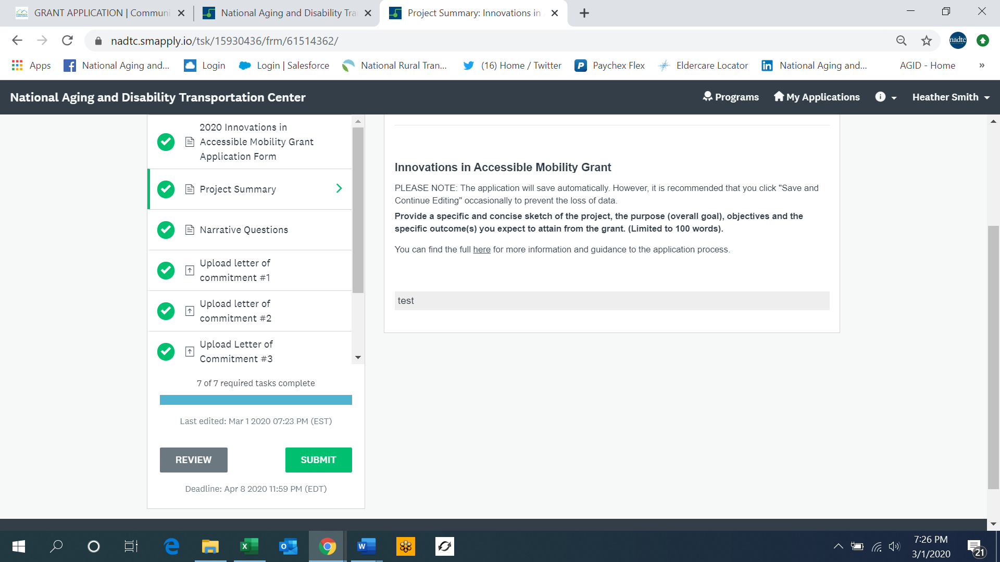 GRANT APPLICATION | Communi
National Aging and Disability Tra
Project Summary: Innovations in
nadtc.smapply.io/tsk/15930436/frm/61514362/
nadtc
Apps
National Aging and...
Login
Login | Salesforce
National Rural Tran...
(16) Home / Twitter
Paychex Flex
Eldercare Locator
National Aging and...
AGID - Home
»
National Aging and Disability Transportation Center
Programs
My Applications
Heather Smith
2020 Innovations in
Accessible Mobility Grant
Application Form
Project Summary
Narrative Questions
Upload letter of
commitment #1
Upload letter of
commitment #2
Upload Letter of
Commitment #3
7 of 7 required tasks complete
Last edited: Mar 1 2020 07:23 PM (EST)
REVIEW
SUBMIT
Deadline: Apr 8 2020 11:59 PM (EDT)
Innovations in Accessible Mobility Grant
PLEASE NOTE: The application will save automatically. However, it is recommended that you click "Save and
Continue Editing" occasionally to prevent the loss of data.
Provide a specific and concise sketch of the project, the purpose (overall goal), objectives and the
specific outcome(s) you expect to attain from the grant. (Limited to 100 words).
You can find the full here for more information and guidance to the application process.
test
7:26 PM
3/1/2020
21